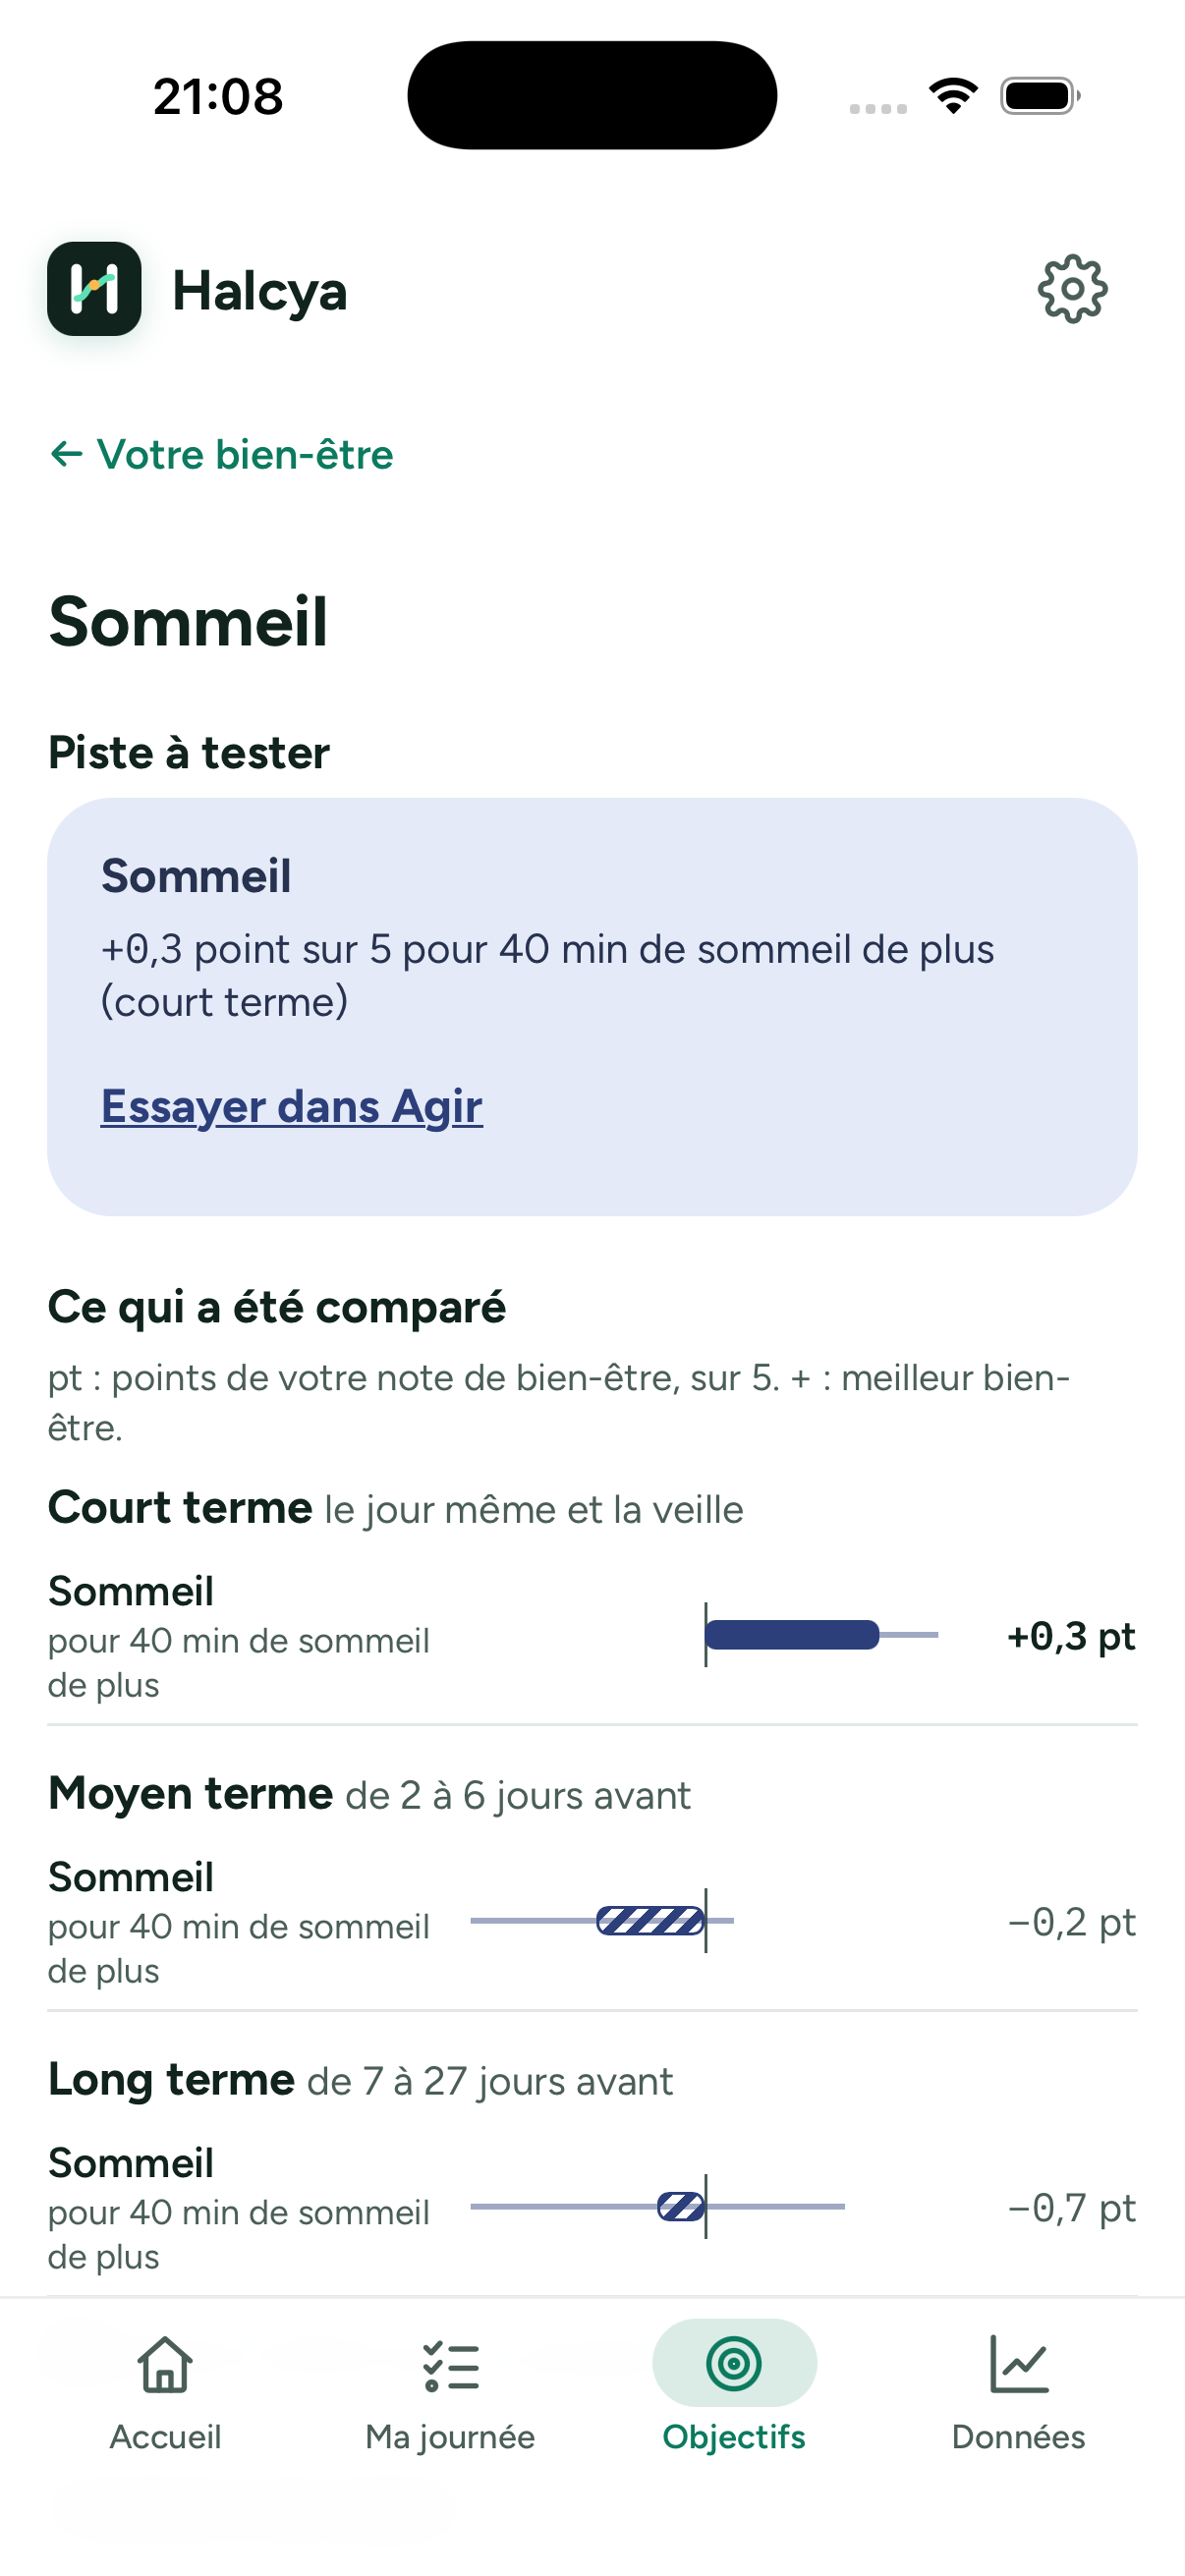 21:08
Halcya
← Votre bien-être
Sommeil
Piste à tester
Sommeil
+0,3 point sur 5 pour 40 min de sommeil de plus
(court terme)
Essayer dans Agir
Ce qui a été comparé
pt : points de votre note de bien-être, sur 5. + : meilleur bien-
être.
Court terme le jour même et la veille
Sommeil
pour 40 min de sommeil
de plus
+0,3 pt
Moyen terme de 2 à 6 jours avant
Sommeil
pour 40 min de sommeil
de plus
−0,2 pt
Long terme de 7 à 27 jours avant
Sommeil
pour 40 min de sommeil
de plus
−0,7 pt
Accueil
Ma journée
Objectifs
Données